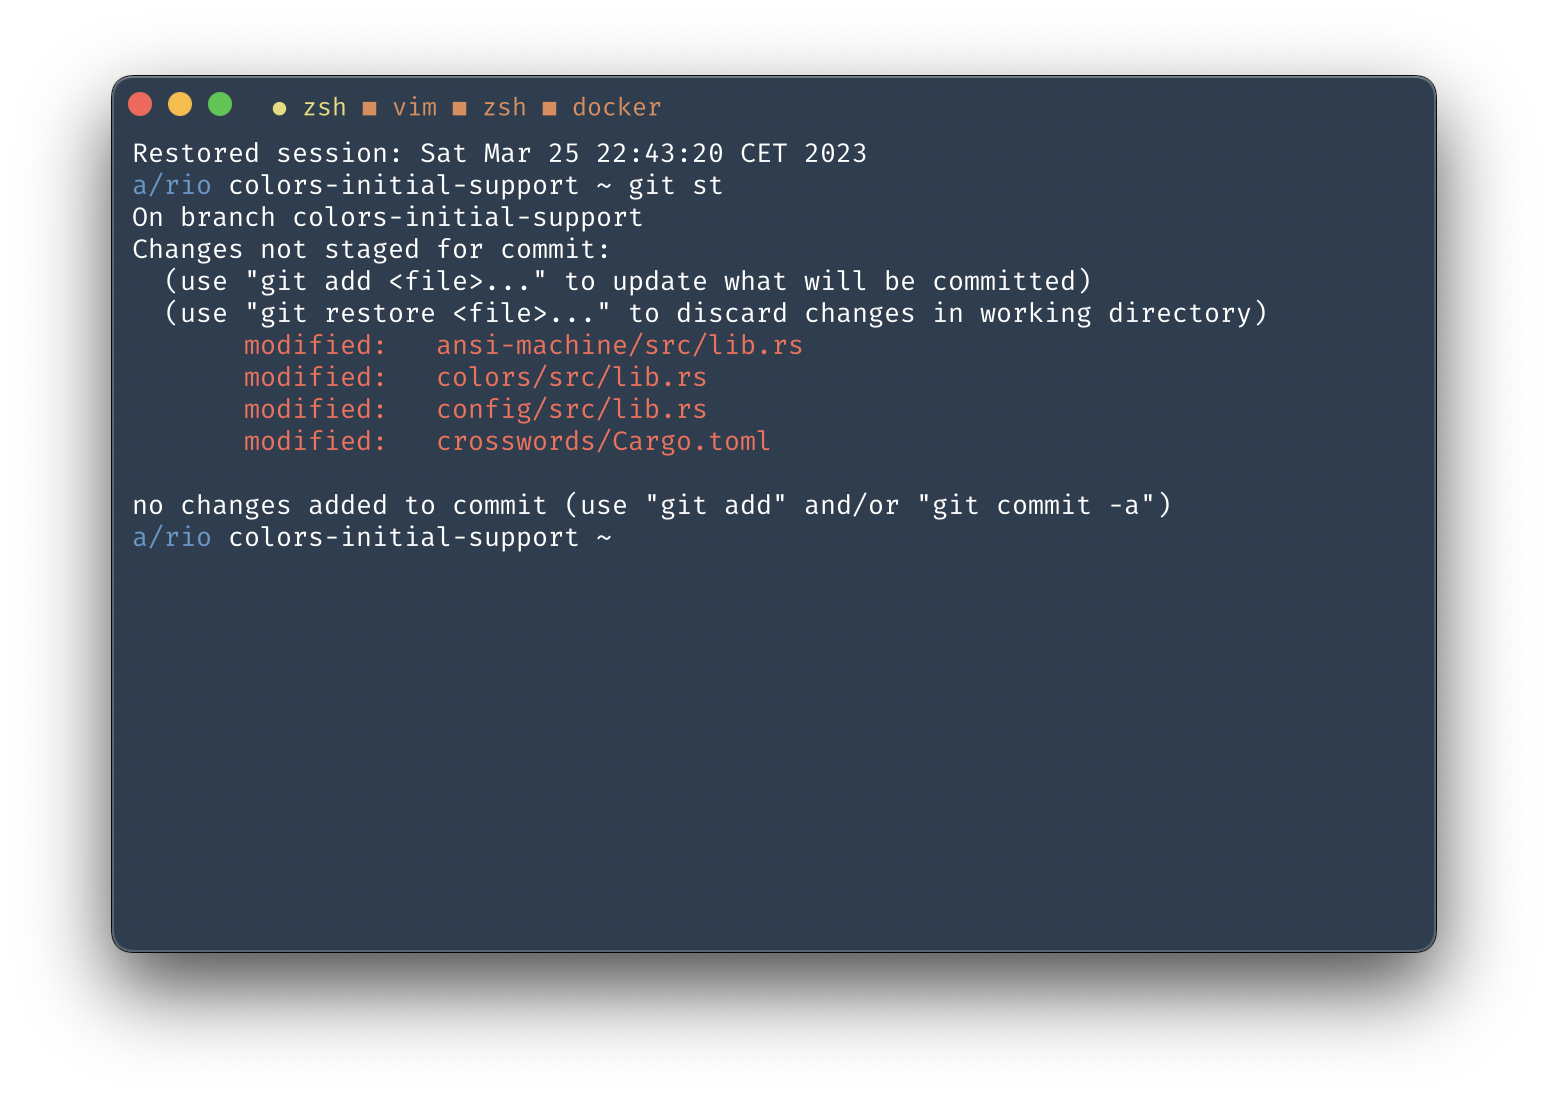 ● zsh ■ vim ■ zsh ■ docker
Restored session: Sat Mar 25 22:43:20 CET 2023
a/rio colors-initial-support ~ git st
On branch colors-initial-support
Changes not staged for commit:
  (use "git add <file>..." to update what will be committed)
  (use "git restore <file>..." to discard changes in working directory)
       modified:   ansi-machine/src/lib.rs
       modified:   colors/src/lib.rs
       modified:   config/src/lib.rs
       modified:   crosswords/Cargo.toml

no changes added to commit (use "git add" and/or "git commit -a")
a/rio colors-initial-support ~